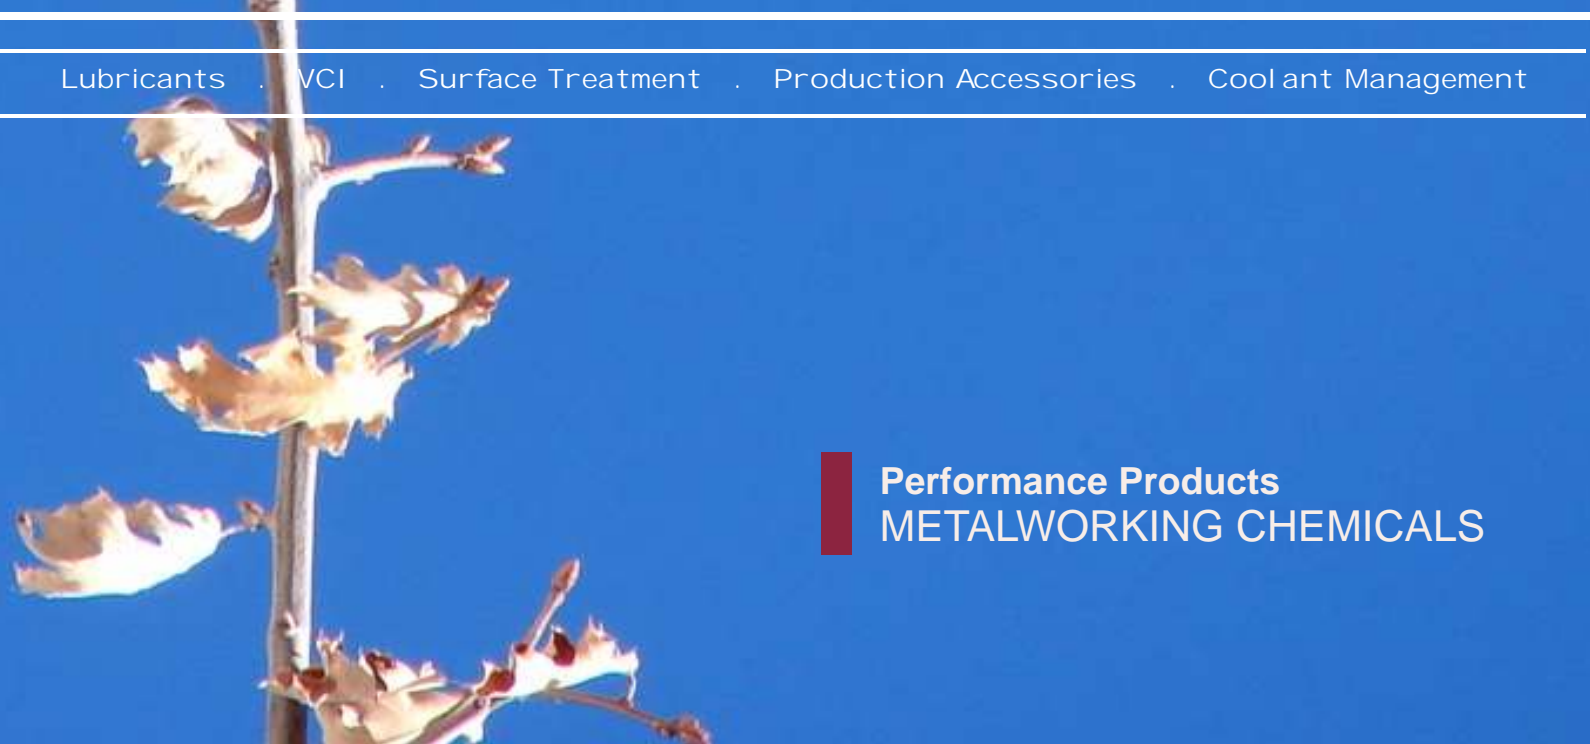 Lubricants . VCI . Surface Treatment . Production Accessories . Coolant Management
Performance Products
METALWORKING CHEMICALS